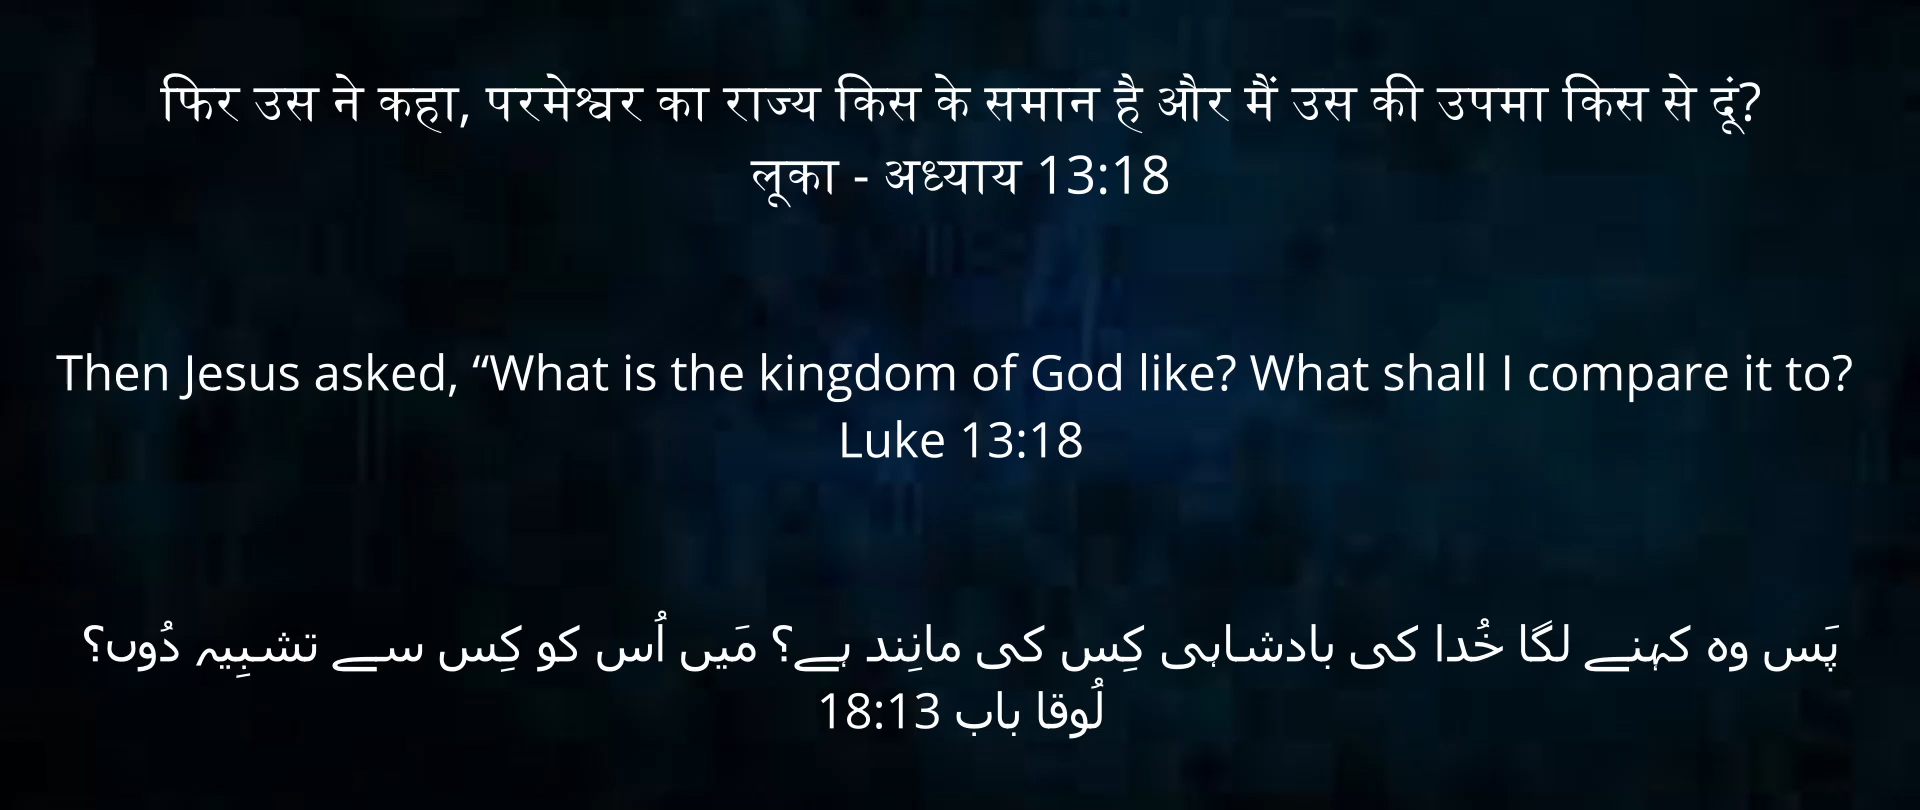 फिर उस ने कहा, परमेश्वर का राज्य किस के समान है और मैं उस की उपमा किस से दूं?
लूका - अध्याय 13:18
Then Jesus asked, “What is the kingdom of God like? What shall I compare it to?
Luke 13:18
پَس وہ کہنے لگا خُدا کی بادشاہی کِس کی مانِند ہے؟ مَیں اُس کو کِس سے تشبِیہ دُوں؟
لُوقا باب 18:13